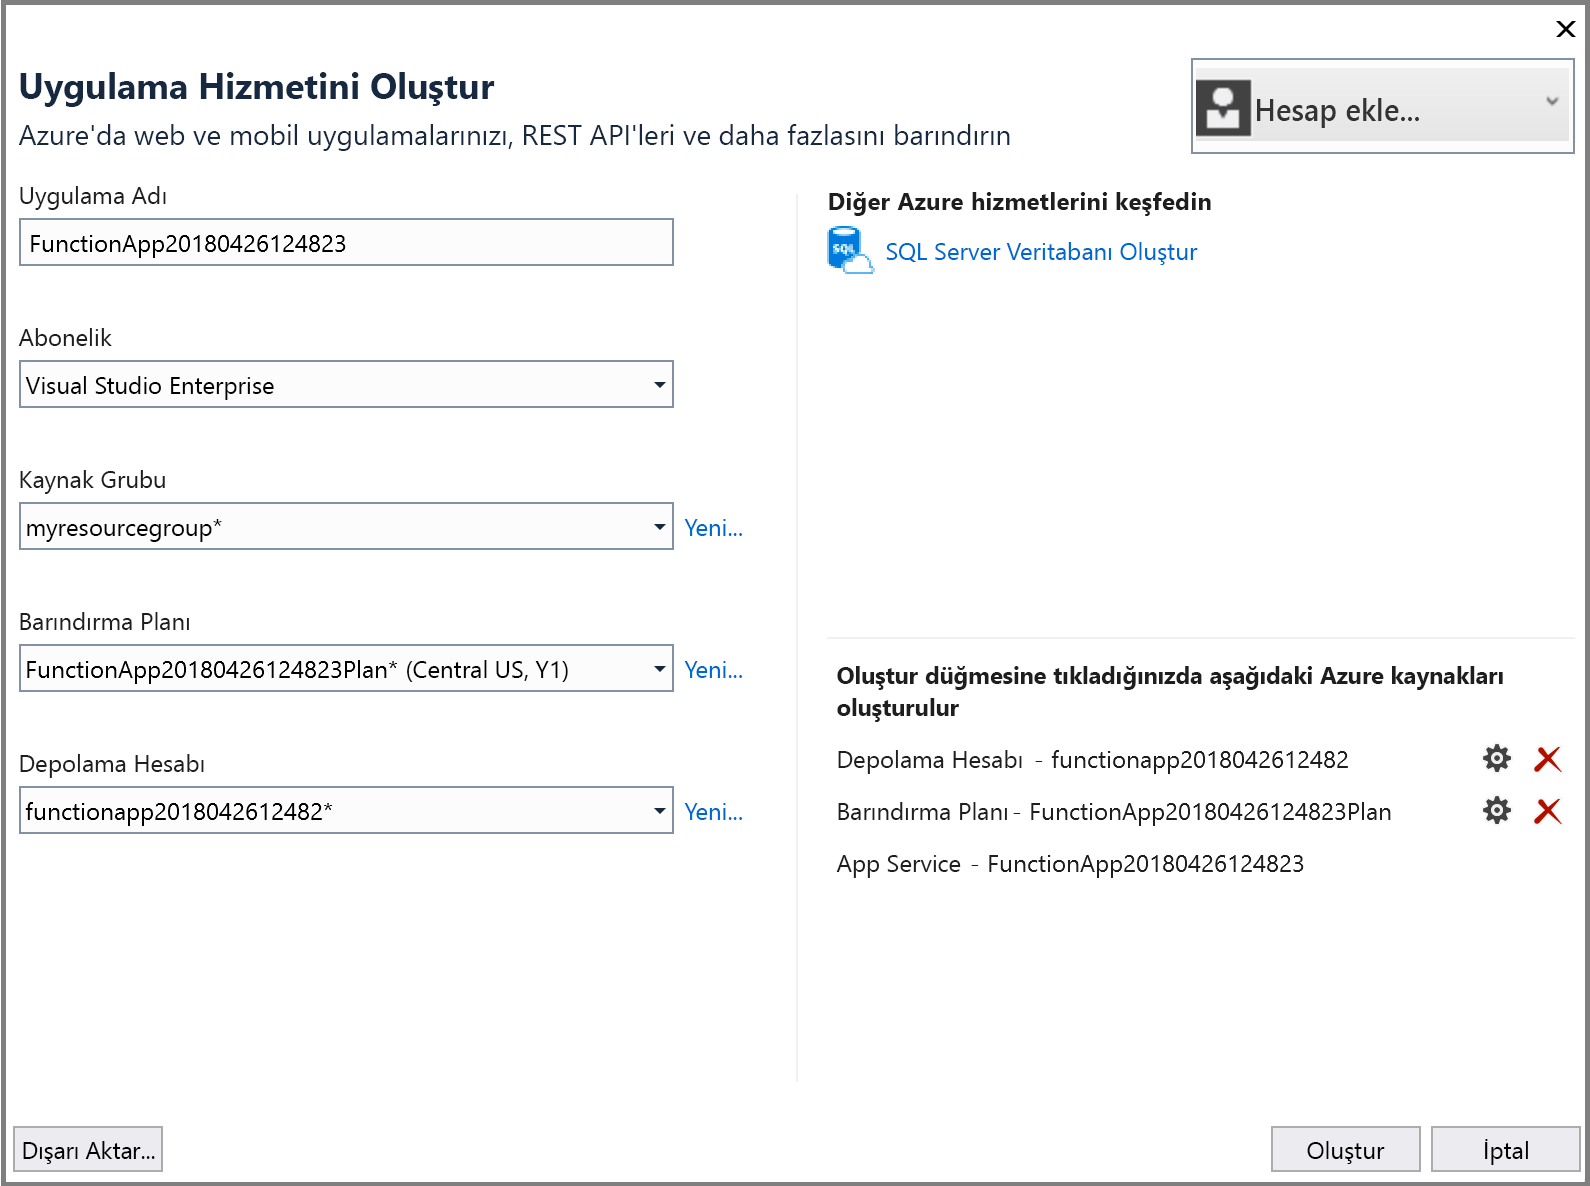 Uygulama Hizmetini Oluştur
Azure'da web ve mobil uygulamalarınızı, REST API'leri ve daha fazlasını barındırın
Hesap ekle...
Uygulama Adı
FunctionApp20180426124823
Abonelik
Visual Studio Enterprise
Kaynak Grubu
myresourcegroup*
Yeni...
Barındırma Planı
FunctionApp20180426124823Plan* (Central US, Y1)
Yeni...
Depolama Hesabı
functionapp2018042612482*
Yeni...
Diğer Azure hizmetlerini keşfedin
SQL
SQL Server Veritabanı Oluştur
Oluştur düğmesine tıkladığınızda aşağıdaki Azure kaynakları
oluşturulur
Depolama Hesabı - functionapp2018042612482
Barındırma Planı - FunctionApp20180426124823Plan
App Service - FunctionApp20180426124823
Dışarı Aktar...
Oluştur
İptal